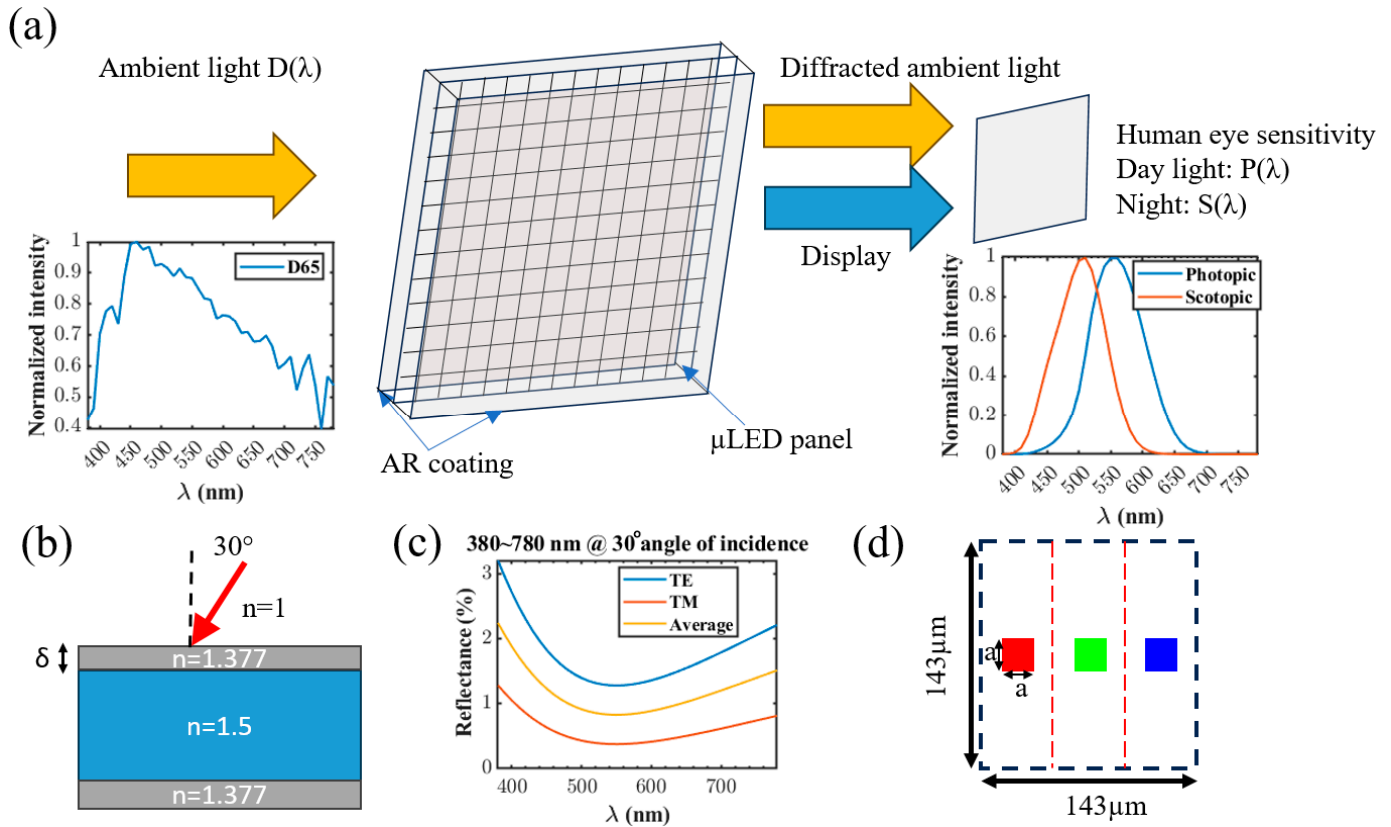 (a)
Ambient light D(λ)
Diffracted ambient light
Human eye sensitivity
Day light: P(λ)
Night: S(λ)
Display
Normalized intensity
1
0.9
0.8
0.7
0.6
0.5
0.4
D65
400
450
500
550
600
650
700
750
λ (nm)
AR coating
µLED panel
Normalized intensity
1
0.8
0.6
0.4
0.2
0
Photopic
Scotopic
400
450
500
550
600
650
700
750
λ (nm)
(b)
30°
n=1
δ
n=1.377
n=1.5
n=1.377
(c)
380~780 nm @ 30° angle of incidence
Reflectance (%)
3
2
1
0
TE
TM
Average
400
500
600
700
λ (nm)
(d)
143µm
a
a
143µm